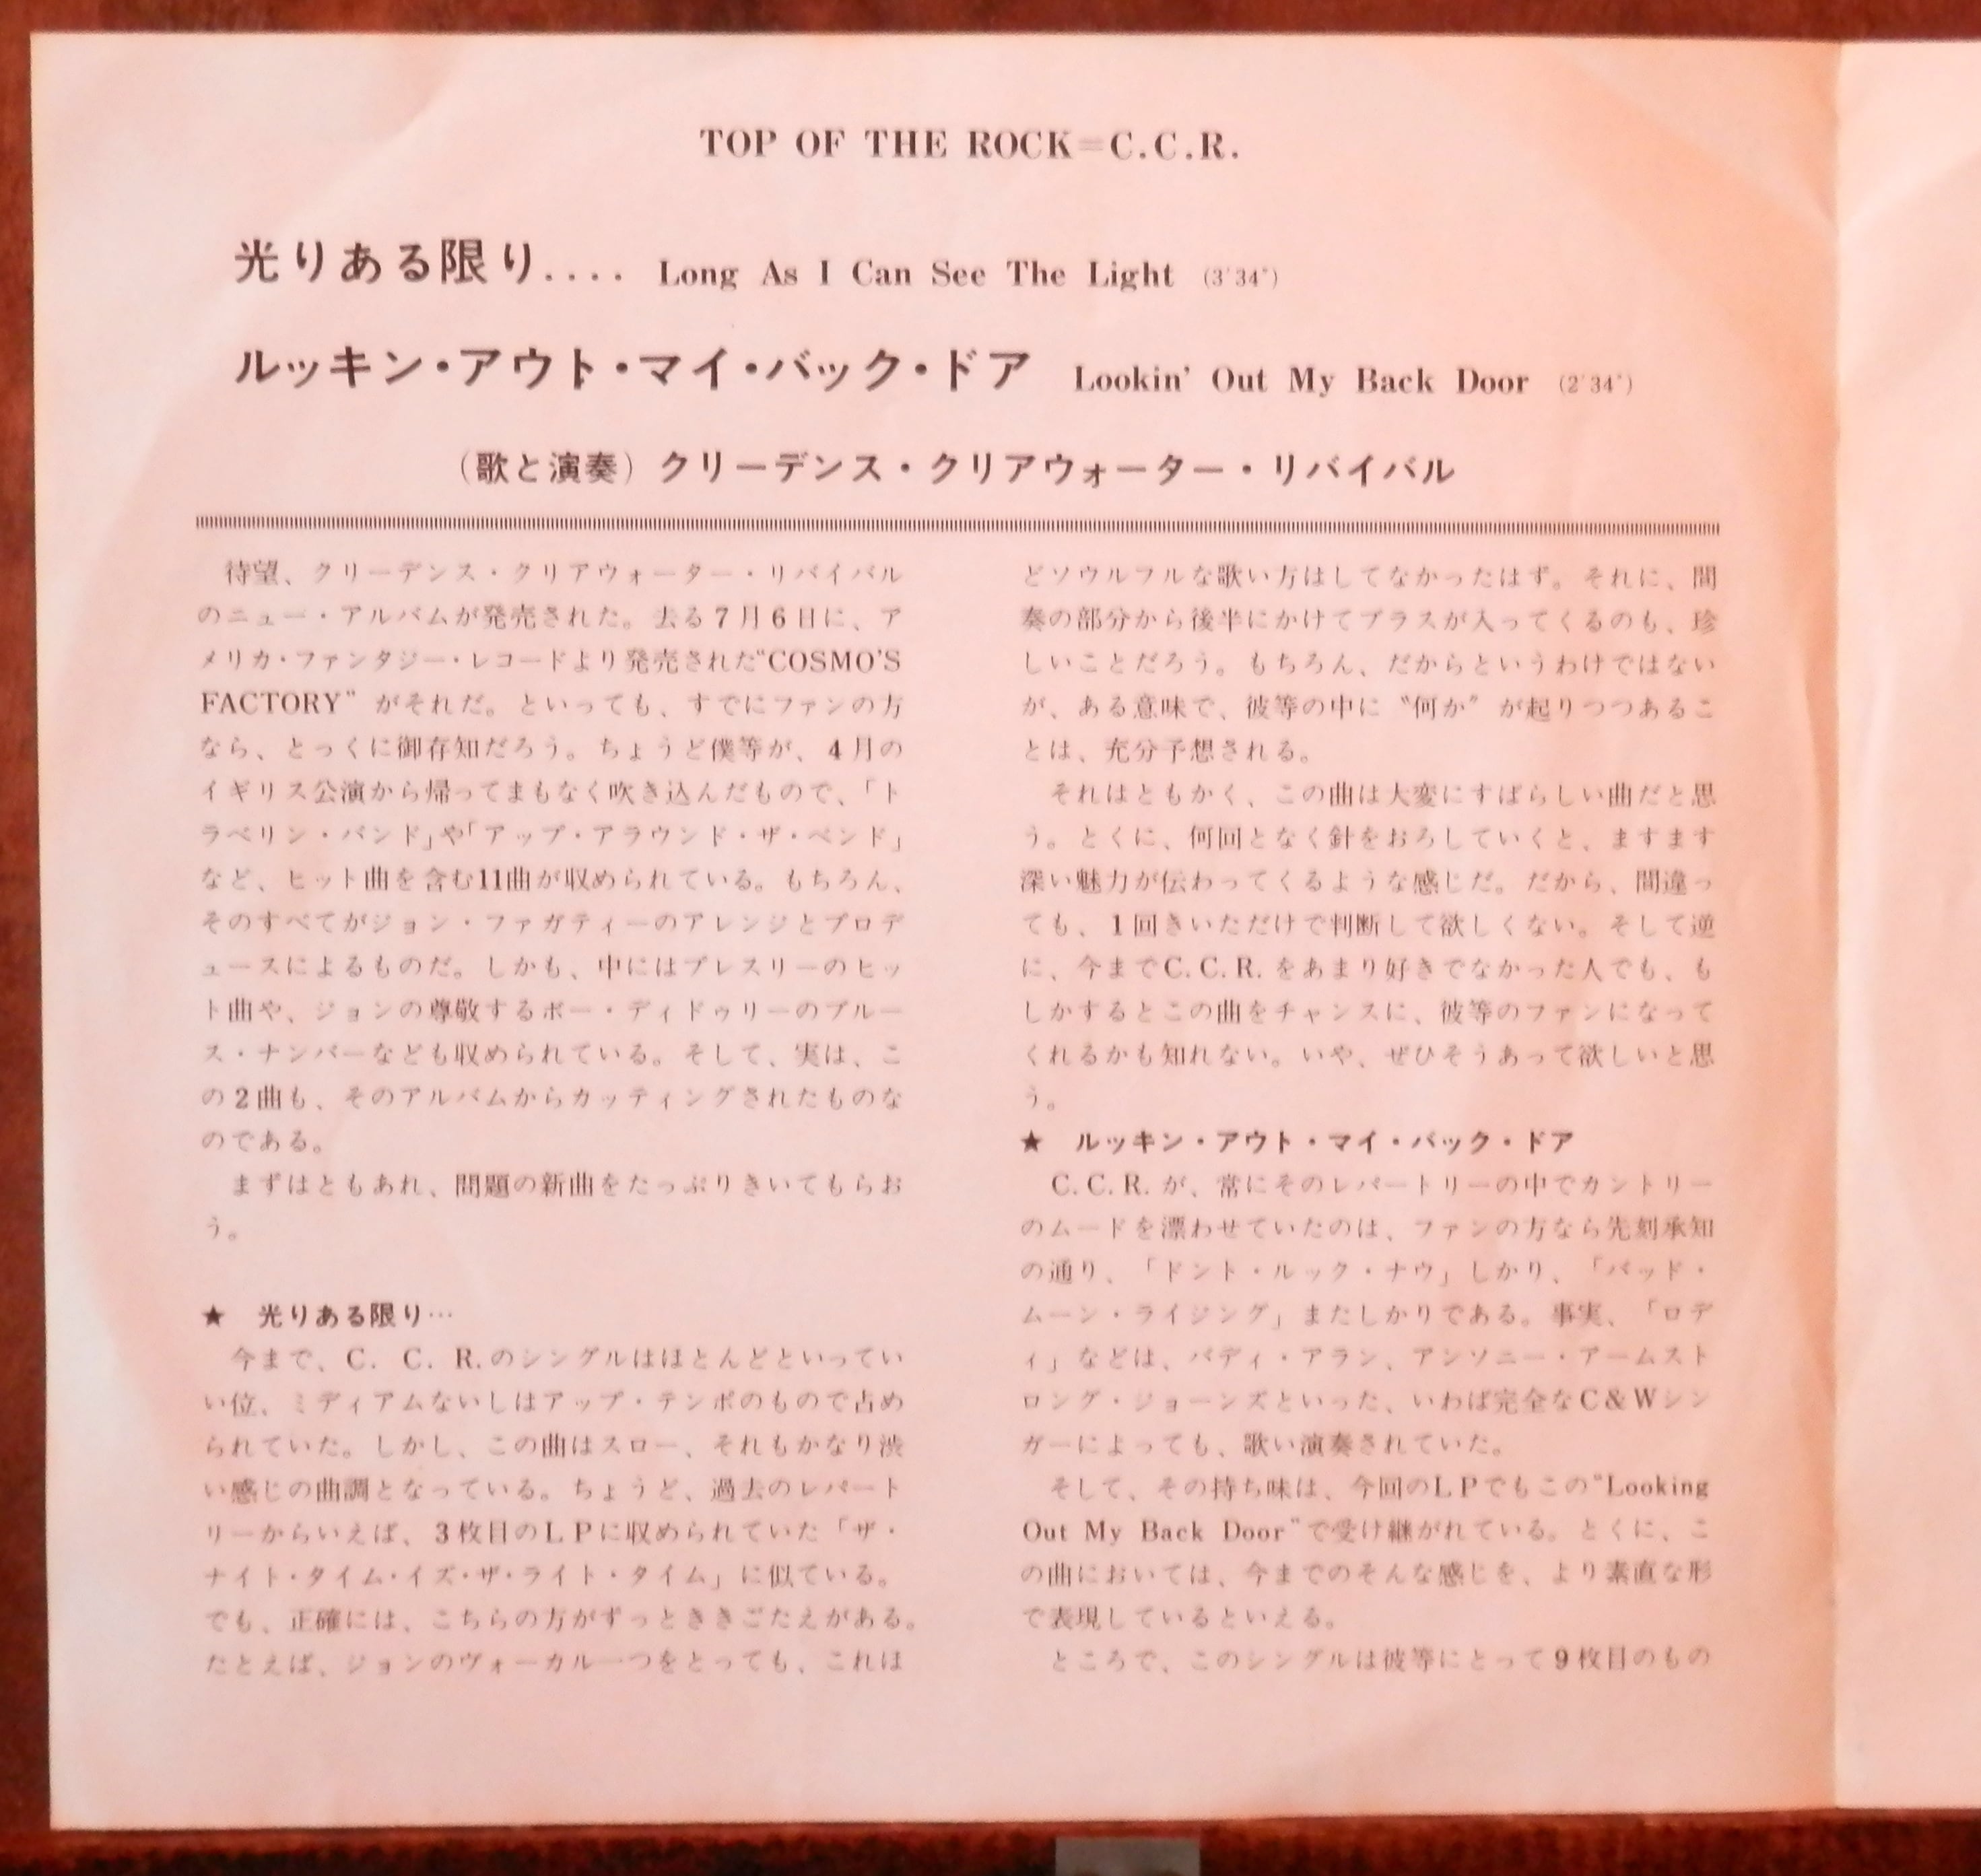 TOP OF THE ROCK=C.C.R.
光りある限り.... Long As I Can See The Light (3'34")
ルッキン・アウト・マイ・バック・ドア Lookin' Out My Back Door (2'34")
(歌と演奏) クリーデンス・クリアウォーター・リバイバル
待望、クリーデンス・クリアウォーター・リバイバル
のニュー・アルバムが発売された。去る7月6日に、ア
メリカ・ファンタジー・レコードより発売された"COSMO'S
FACTORY" がそれだ。といっても、すでにファンの方
なら、とっくに御存知だろう。ちょうど僕等が、4月の
イギリス公演から帰ってまもなく吹き込んだもので、「ト
ラベリン・バンド」や「アップ・アラウンド・ザ・ベンド」
など、ヒット曲を含む11曲が収められている。もちろん、
そのすべてがジョン・ファガティーのアレンジとプロデ
ュースによるものだ。しかも、中にはプレスリーのヒッ
ト曲や、ジョンの尊敬するボー・ディドゥリーのブルー
ス・ナンバーなども収められている。そして、実は、こ
の2曲も、そのアルバムからカッティングされたものな
のである。
まずはともあれ、問題の新曲をたっぷりきいてもらお
う。
★ 光りある限り…
今まで、C. C. R.のシングルはほとんどといってい
い位、ミディアムないしはアップ・テンポのもので占め
られていた。しかし、この曲はスロー、それもかなり渋
い感じの曲調となっている。ちょうど、過去のレパート
リーからいえば、3枚目のLPに収められていた「ザ・
ナイト・タイム・イズ・ザ・ライト・タイム」に似ている。
でも、正確には、こちらの方がずっとききごたえがある。
たとえば、ジョンのヴォーカル一つをとっても、これほ
どソウルフルな歌い方はしてなかったはず。それに、間
奏の部分から後半にかけてブラスが入ってくるのも、珍
しいことだろう。もちろん、だからというわけではない
が、ある意味で、彼等の中に〝何か〟が起りつつあるこ
とは、充分予想される。
それはともかく、この曲は大変にすばらしい曲だと思
う。とくに、何回となく針をおろしていくと、ますます
深い魅力が伝わってくるような感じだ。だから、間違っ
ても、1回きいただけで判断して欲しくない。そして逆
に、今までC.C.R.をあまり好きでなかった人でも、も
しかするとこの曲をチャンスに、彼等のファンになって
くれるかも知れない。いや、ぜひそうあって欲しいと思
う。
★ ルッキン・アウト・マイ・バック・ドア
C.C.R.が、常にそのレパートリーの中でカントリー
のムードを漂わせていたのは、ファンの方なら先刻承知
の通り、「ドント・ルック・ナウ」しかり、「バッド・
ムーン・ライジング」またしかりである。事実、「ロデ
ィ」などは、バディ・アラン、アンソニー・アームスト
ロング・ジョーンズといった、いわば完全なC&Wシン
ガーによっても、歌い演奏されていた。
そして、その持ち味は、今回のLPでもこの"Looking
Out My Back Door"で受け継がれている。とくに、こ
の曲においては、今までのそんな感じを、より素直な形
で表現しているといえる。
ところで、このシングルは彼等にとって9枚目のもの